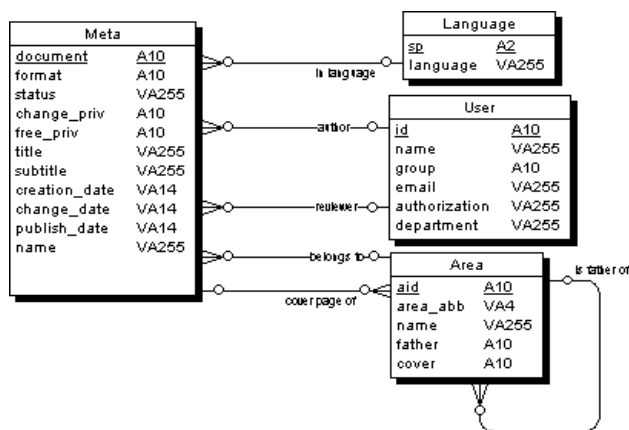 Meta
document A10
format A10
status VA255
change_priv A10
free_priv A10
title VA255
subtitle VA255
creation_date VA14
change_date VA14
publish_date VA14
name VA255
Language
sp A2
language VA255
in language
User
id A10
name VA255
group A10
email VA255
authorization VA255
department VA255
author
reviewer
belongs to
cover page of
Area
aid A10
area_abb VA4
name VA255
father A10
cover A10
is father of